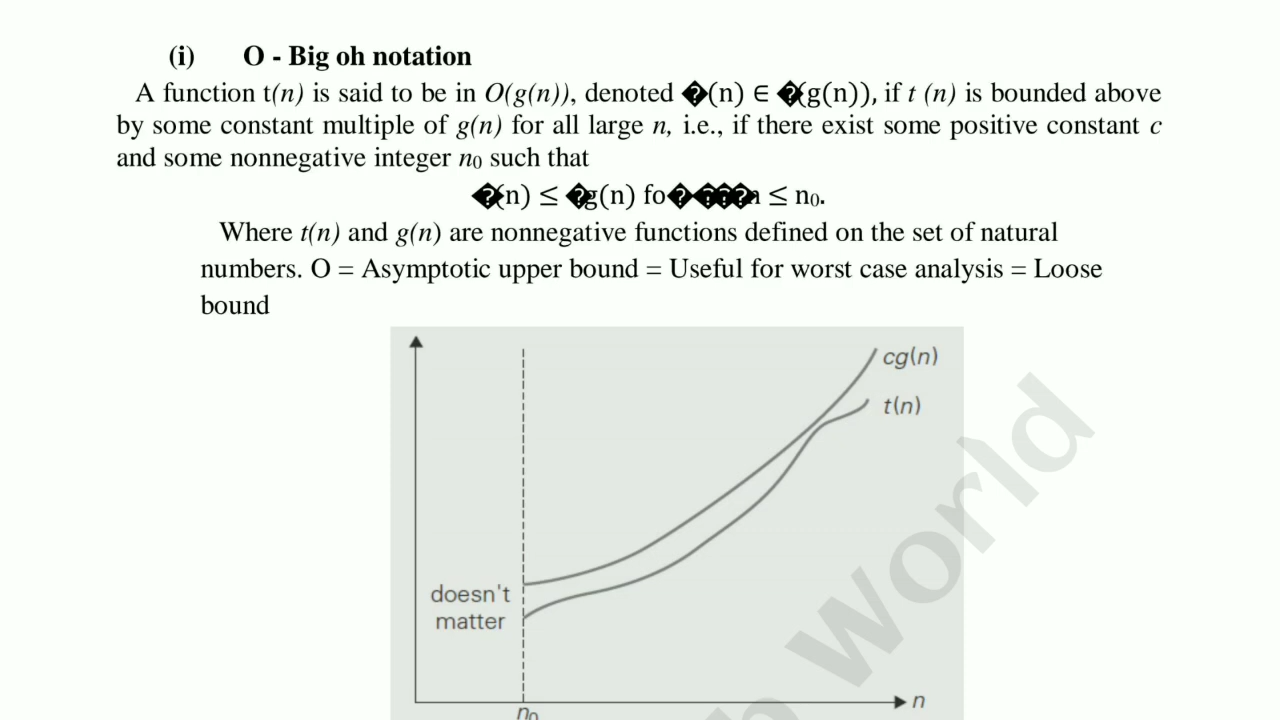 (i) O - Big oh notation
A function t(n) is said to be in O(g(n)), denoted �(n) ∈ �(g(n)), if t (n) is bounded above
by some constant multiple of g(n) for all large n, i.e., if there exist some positive constant c
and some nonnegative integer n0 such that
�(n) ≤ �g(n) fo����n ≤ n0.
Where t(n) and g(n) are nonnegative functions defined on the set of natural
numbers. O = Asymptotic upper bound = Useful for worst case analysis = Loose
bound
cg(n)
t(n)
doesn't
matter
n
n0
world